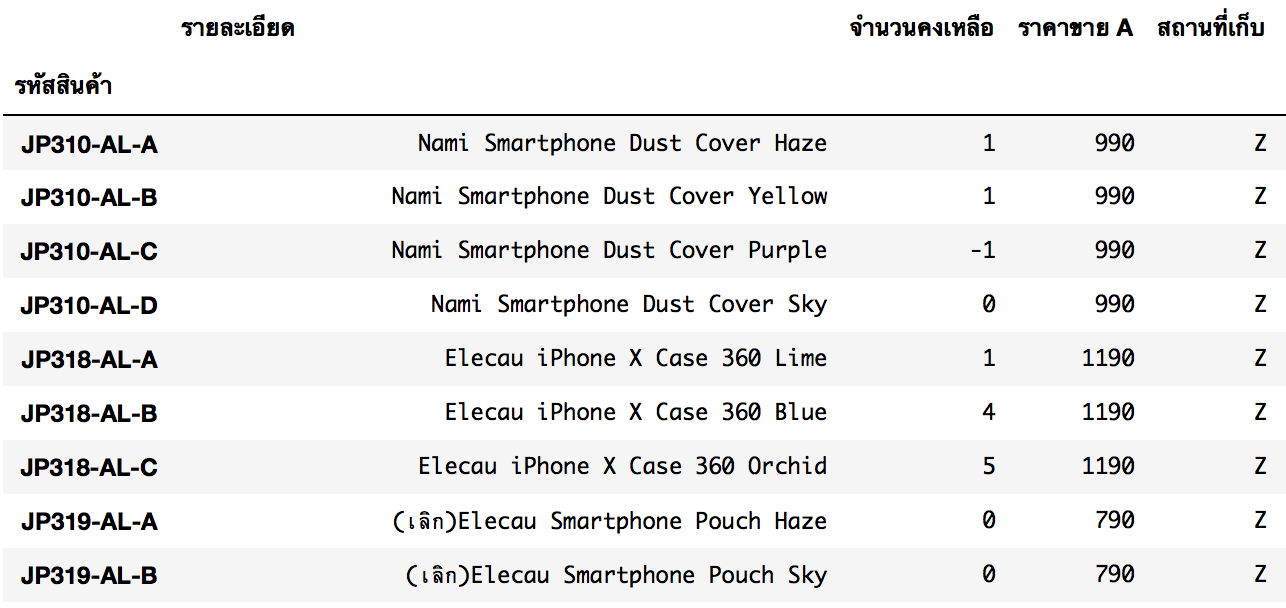 รายละเอียด จำนวนคงเหลือ ราคาขาย A สถานที่เก็บ
รหัสสินค้า
JP310-AL-A Nami Smartphone Dust Cover Haze 1 990 Z
JP310-AL-B Nami Smartphone Dust Cover Yellow 1 990 Z
JP310-AL-C Nami Smartphone Dust Cover Purple -1 990 Z
JP310-AL-D Nami Smartphone Dust Cover Sky 0 990 Z
JP318-AL-A Elecau iPhone X Case 360 Lime 1 1190 Z
JP318-AL-B Elecau iPhone X Case 360 Blue 4 1190 Z
JP318-AL-C Elecau iPhone X Case 360 Orchid 5 1190 Z
JP319-AL-A (เลิก)Elecau Smartphone Pouch Haze 0 790 Z
JP319-AL-B (เลิก)Elecau Smartphone Pouch Sky 0 790 Z